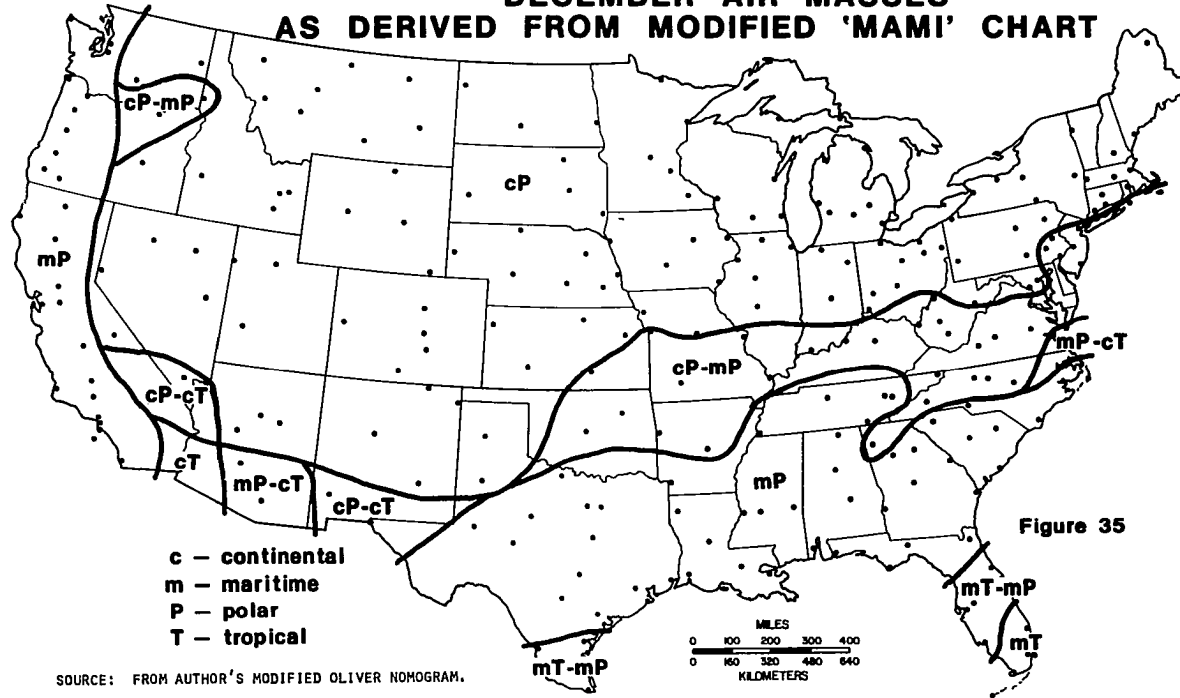 DECEMBER AIR MASSES
AS DERIVED FROM MODIFIED 'MAMI' CHART
cP-mP
cP
mP
cP-mP
mP-cT
cP-cT
cT
mP-cT
cP-cT
mP
Figure 35
c – continental
m – maritime
P – polar
T – tropical
mT-mP
mT
mT-mP
MILES
0 100 200 300 400
0 160 320 480 640
KILOMETERS
SOURCE: FROM AUTHOR'S MODIFIED OLIVER NOMOGRAM.